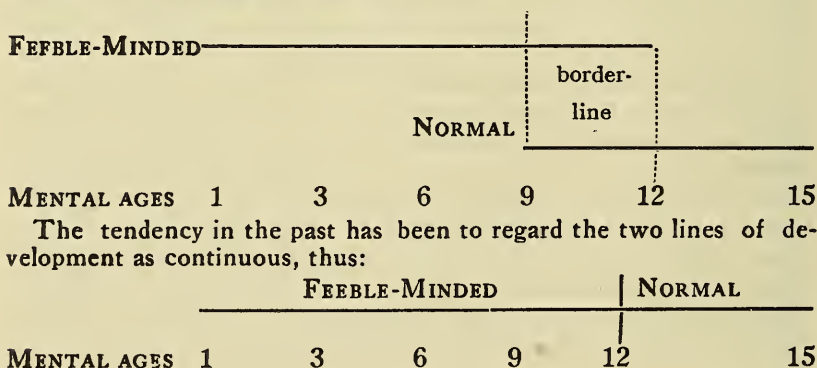 FEFBLE-MINDED
border-
line
NORMAL
MENTAL AGES 1 3 6 9 12 15
The tendency in the past has been to regard the two lines of de-
velopment as continuous, thus:
FEEBLE-MINDED | NORMAL
MENTAL AGES 1 3 6 9 12 15